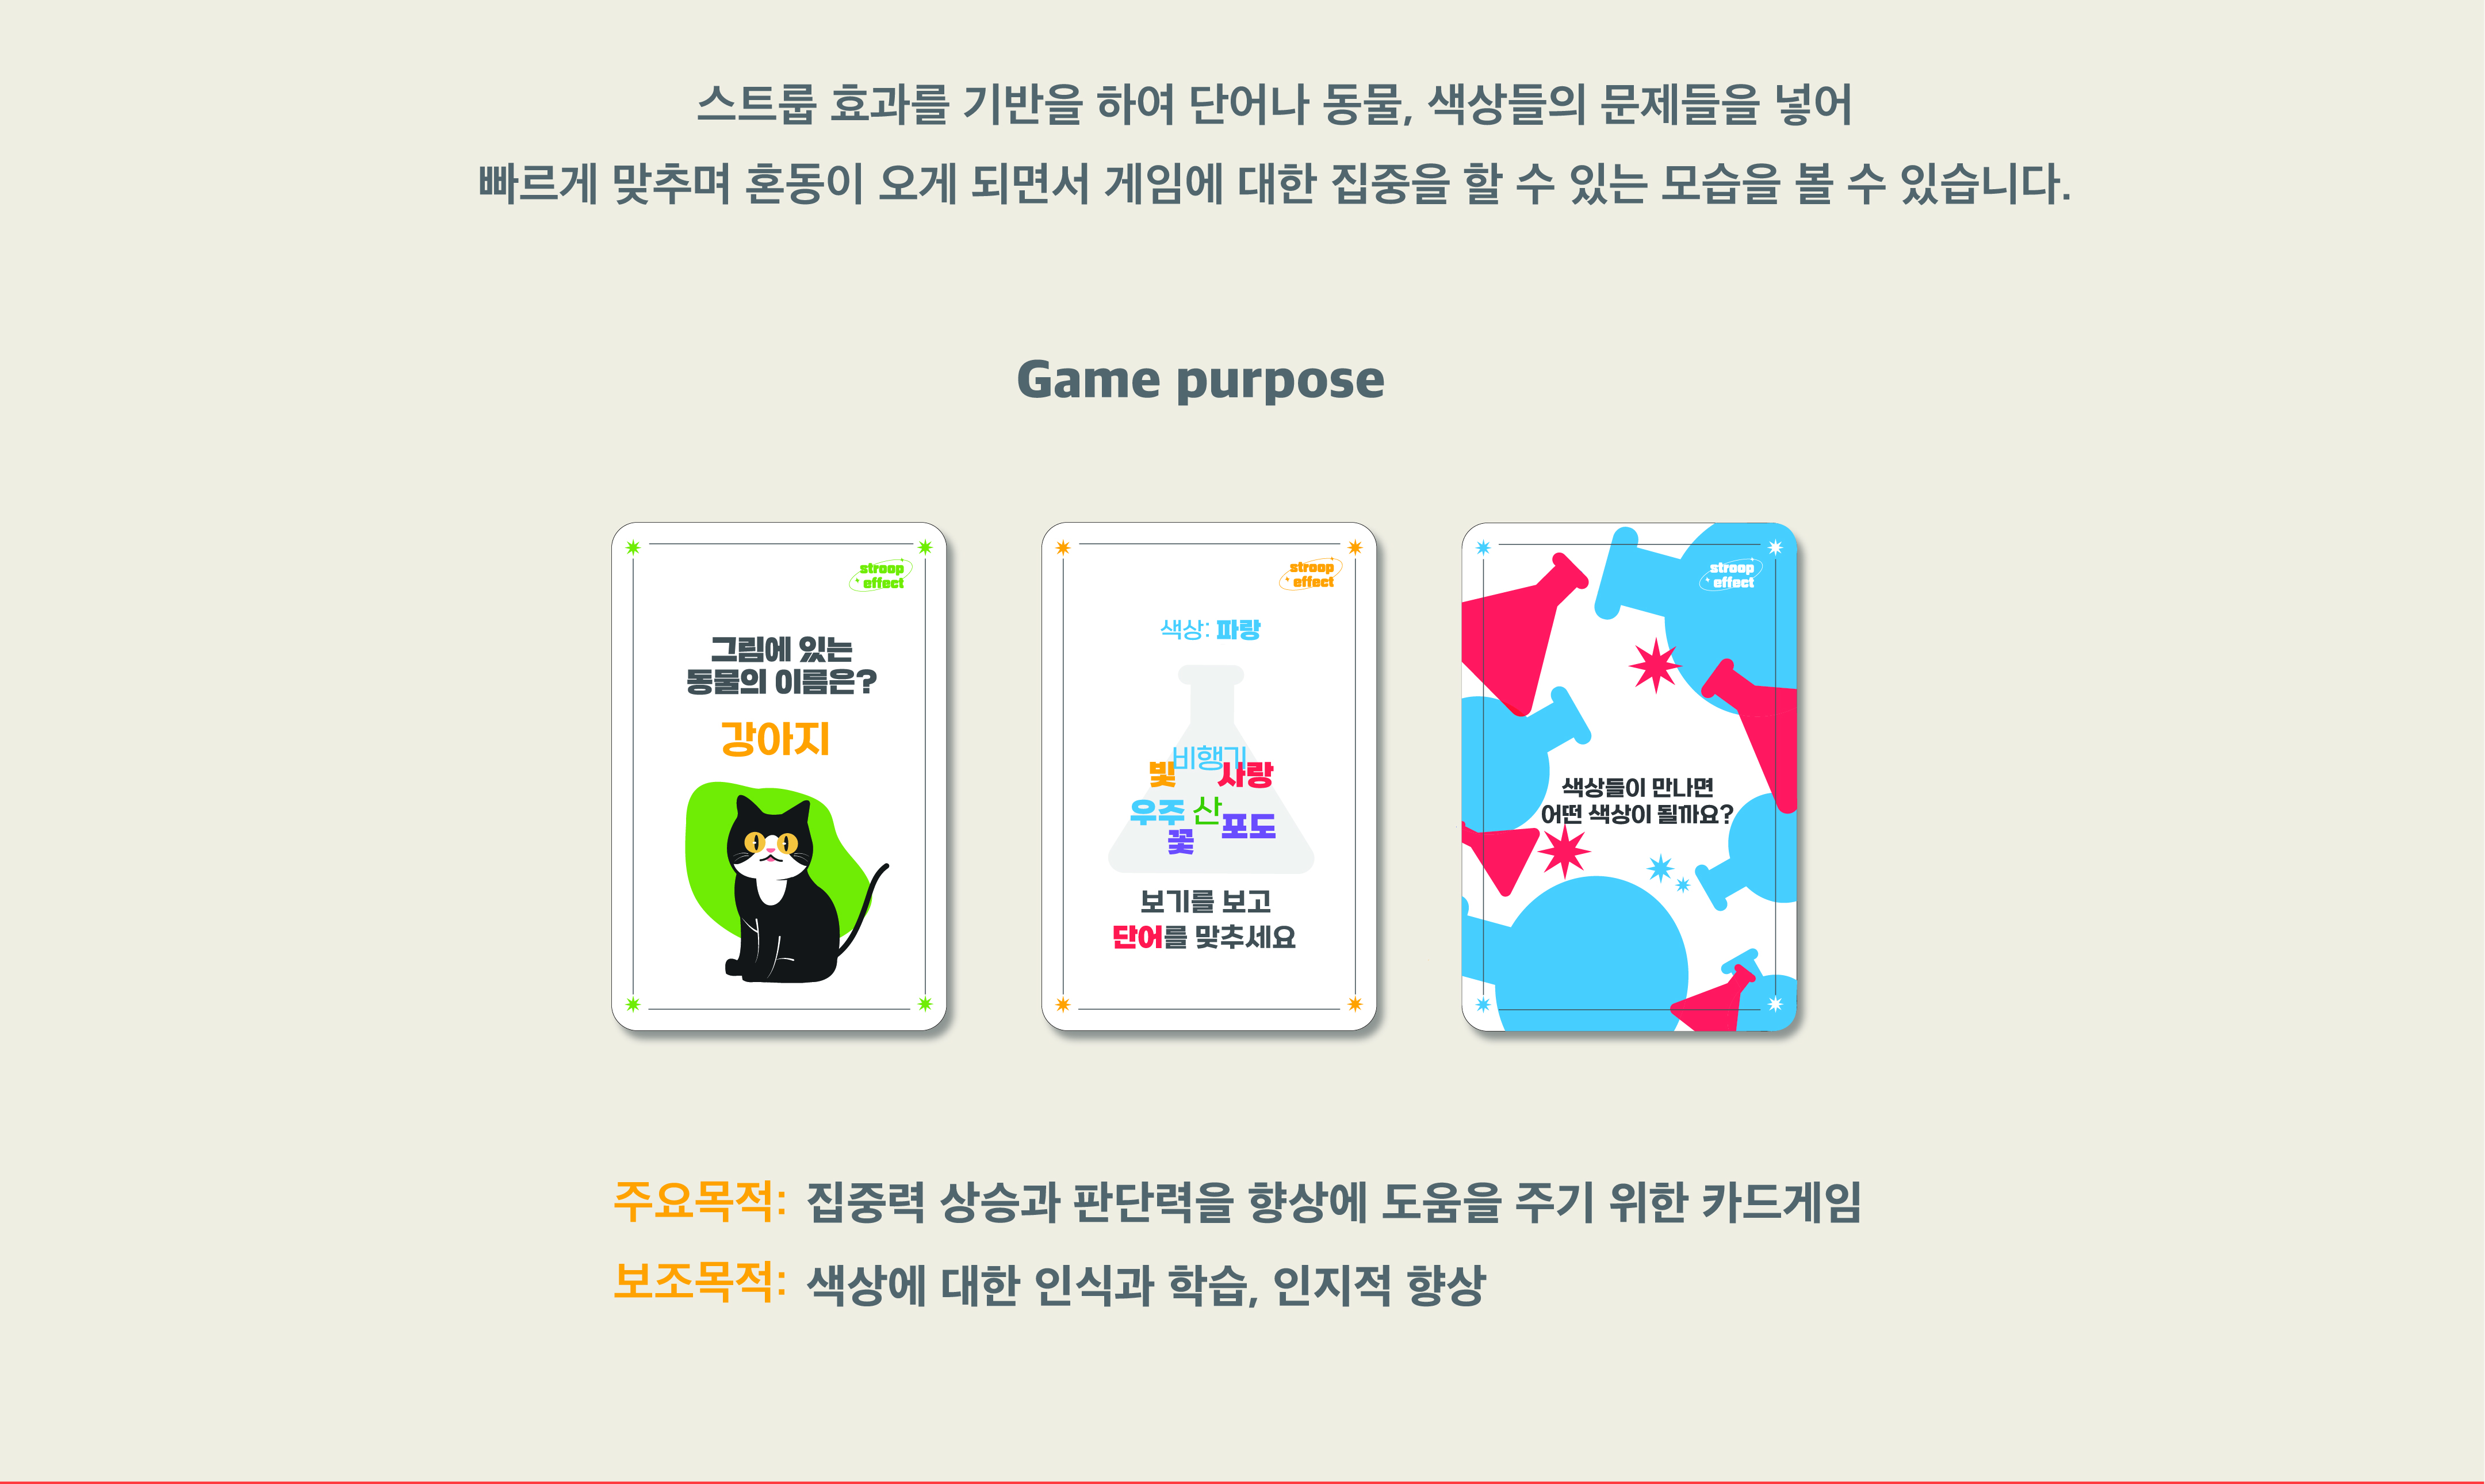 스트룹 효과를 기반을 하여 단어나 동물, 색상들의 문제들을 넣어
빠르게 맞추며 혼동이 오게 되면서 게임에 대한 집중을 할 수 있는 모습을 볼 수 있습니다.
Game purpose
stroop
effect
그림에 있는
동물의 이름은?
강아지
stroop
effect
색상: 파랑
비행기
빛 사랑
우주 산 포도
꽃
보기를 보고
단어를 맞추세요
stroop
effect
색상들이 만나면
어떤 색상이 될까요?
주요목적: 집중력 상승과 판단력을 향상에 도움을 주기 위한 카드게임
보조목적: 색상에 대한 인식과 학습, 인지적 향상